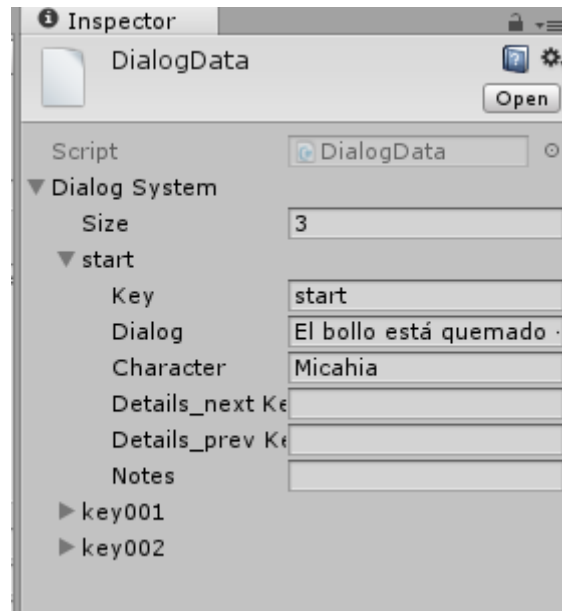 Inspector
DialogData
Open
Script DialogData
Dialog System
Size 3
start
Key start
Dialog El bollo está quemado
Character Micahia
Details_next Ke
Details_prev Ke
Notes
key001
key002